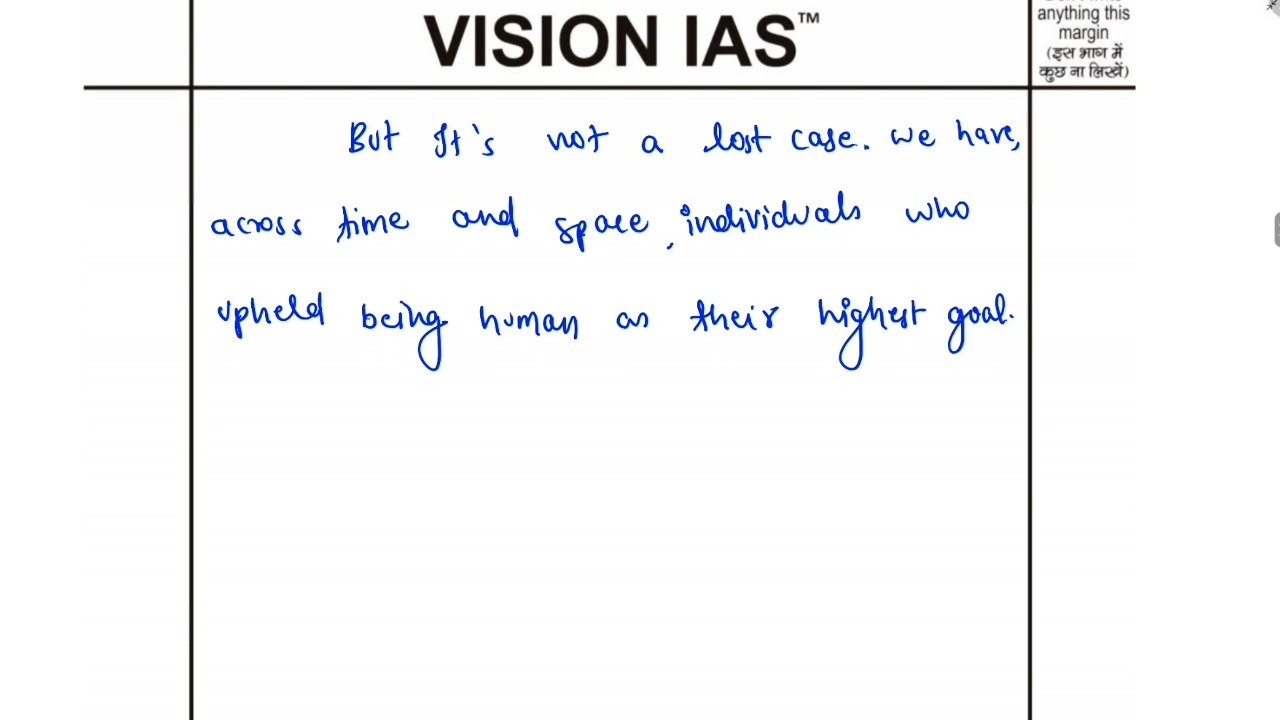 VISION IAS™
anything this
margin
(इस भाग में
कुछ ना लिखें)
But It's not a lost case. we have,
across time and space, individuals who
upheld being human as their highest goal.